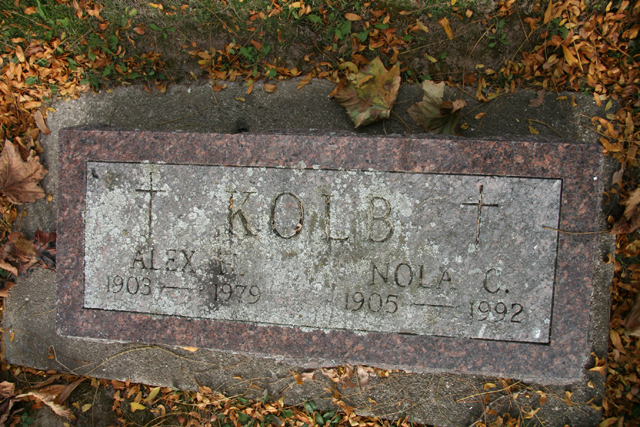 KOLB
ALEX NOLA C.
1903 — 1979 1905 — 1992